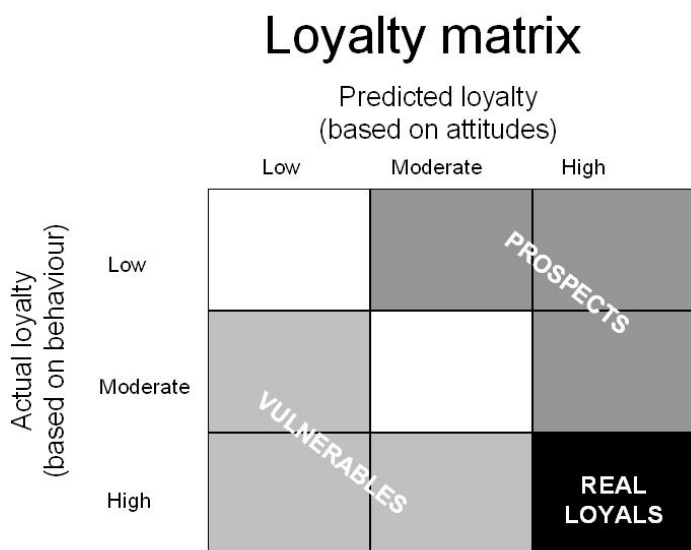 Loyalty matrix
Predicted loyalty
(based on attitudes)
Low Moderate High
Actual loyalty
(based on behaviour)
Low
PROSPECTS
Moderate
VULNERABLES
High
REAL
LOYALS